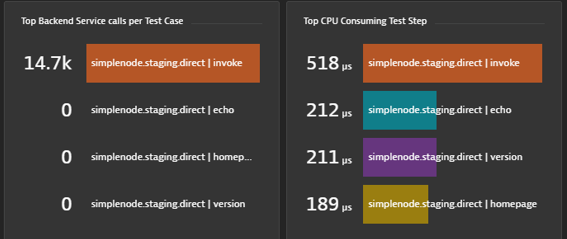 Top Backend Service calls per Test Case
14.7k simplenode.staging.direct | invoke
0 simplenode.staging.direct | echo
0 simplenode.staging.direct | homep...
0 simplenode.staging.direct | version
Top CPU Consuming Test Step
518 µs simplenode.staging.direct | invoke
212 µs simplenode.staging.direct | echo
211 µs simplenode.staging.direct | version
189 µs simplenode.staging.direct | homepage